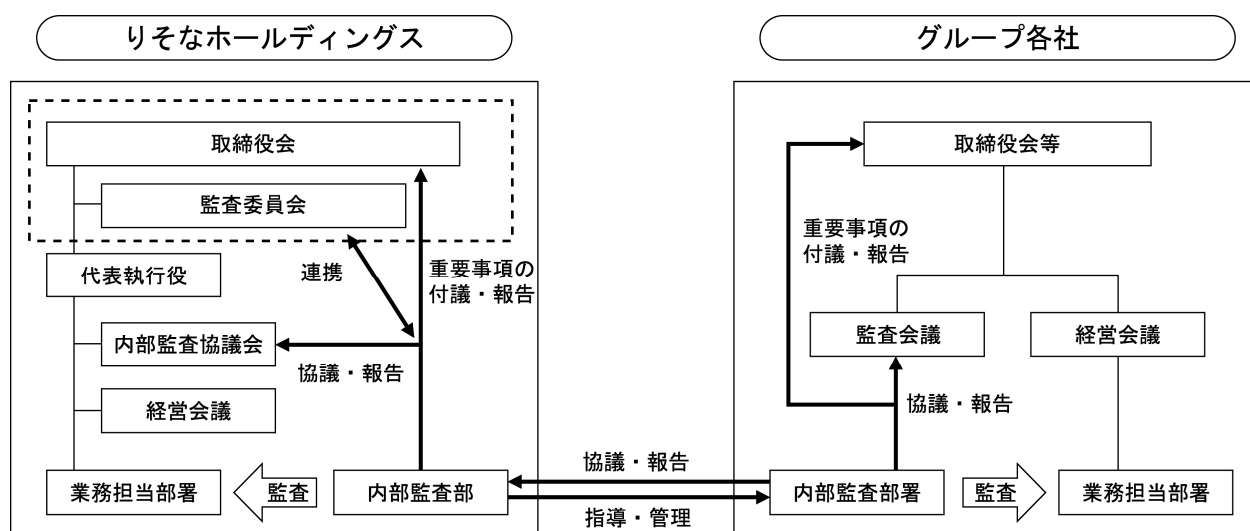 りそなホールディングス
グループ各社
取締役会
監査委員会
代表執行役
連携
重要事項の
付議・報告
内部監査協議会
協議・報告
経営会議
業務担当部署
監査
内部監査部
協議・報告
指導・管理
取締役会等
重要事項の
付議・報告
監査会議
経営会議
協議・報告
内部監査部署
監査
業務担当部署